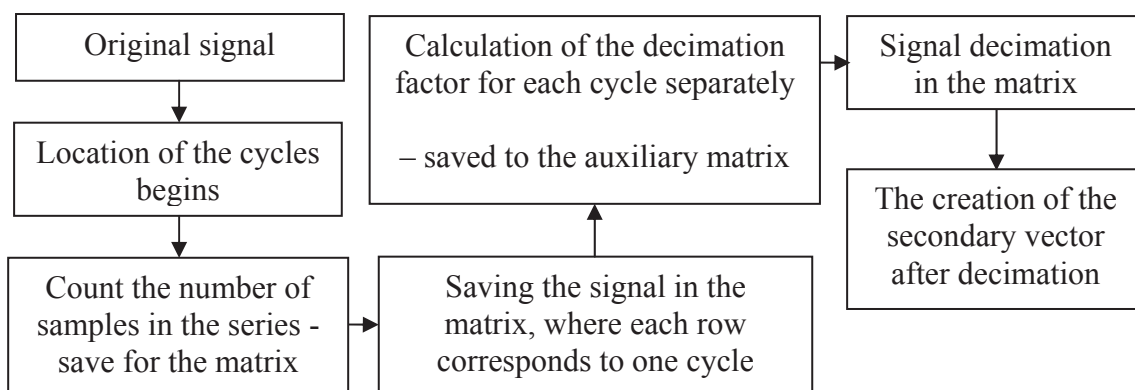 Original signal
Location of the cycles
begins
Count the number of
samples in the series -
save for the matrix
Saving the signal in the
matrix, where each row
corresponds to one cycle
Calculation of the decimation
factor for each cycle separately
– saved to the auxiliary matrix
Signal decimation
in the matrix
The creation of the
secondary vector
after decimation